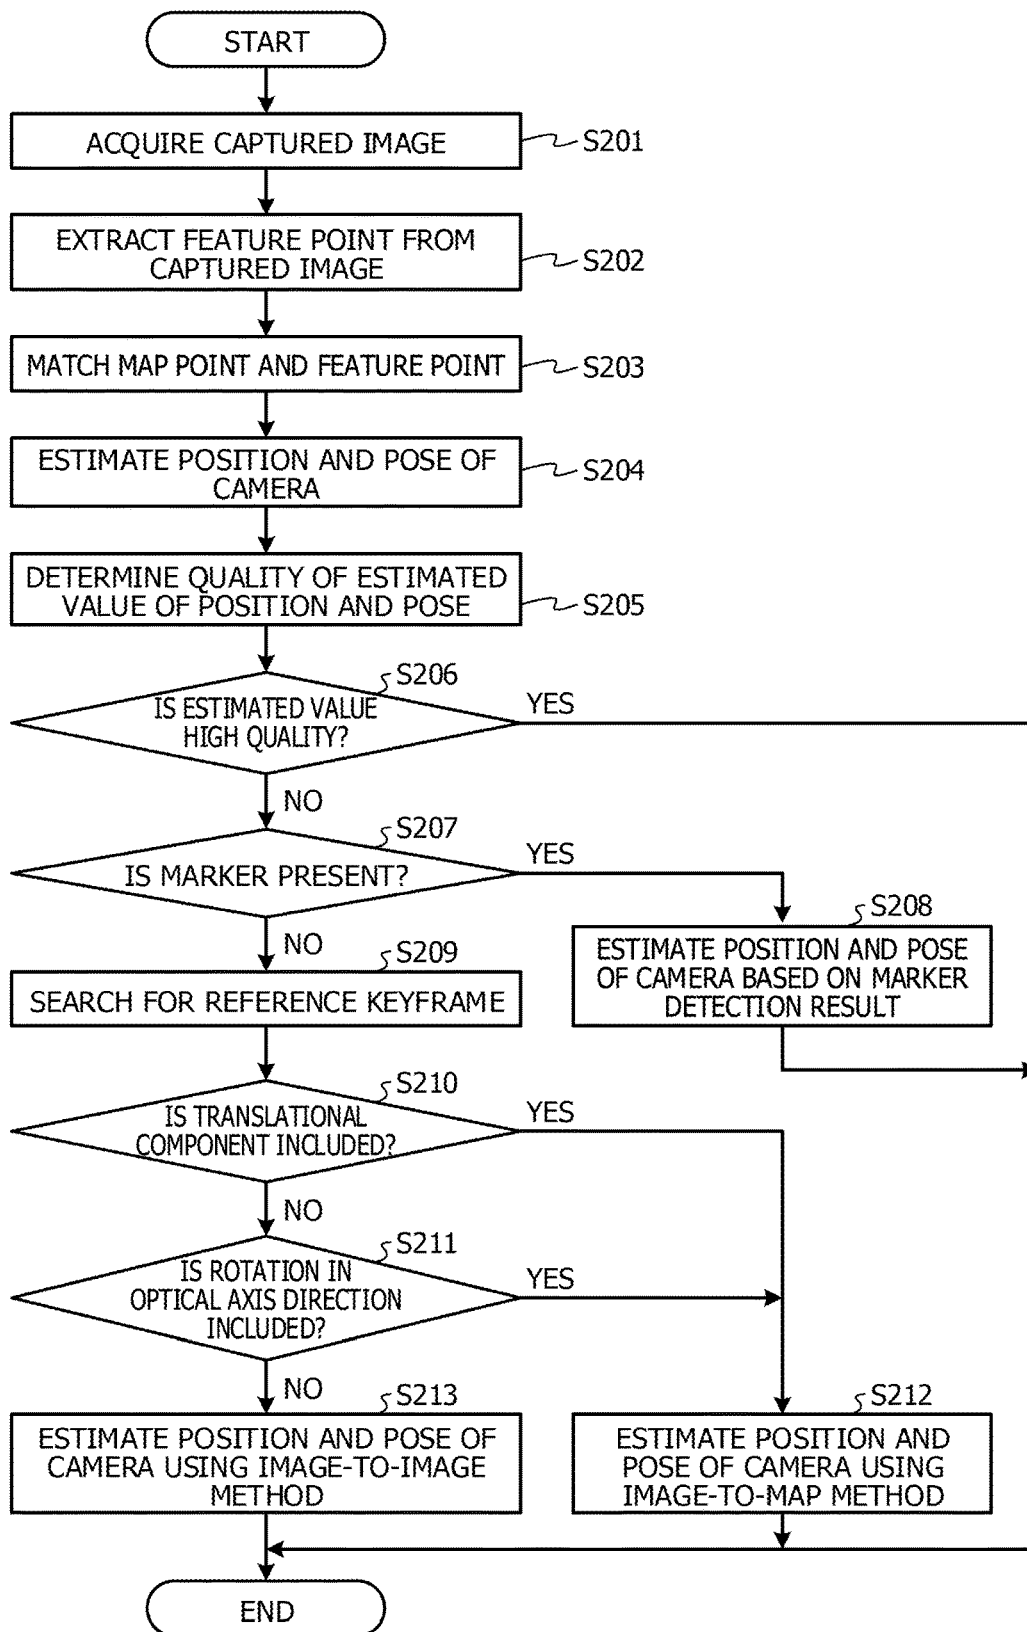 START
ACQUIRE CAPTURED IMAGE
S201
EXTRACT FEATURE POINT FROM
CAPTURED IMAGE
S202
MATCH MAP POINT AND FEATURE POINT
S203
ESTIMATE POSITION AND POSE OF
CAMERA
S204
DETERMINE QUALITY OF ESTIMATED
VALUE OF POSITION AND POSE
S205
S206
IS ESTIMATED VALUE
HIGH QUALITY?
YES
NO
S207
IS MARKER PRESENT?
YES
NO
S208
ESTIMATE POSITION AND POSE
OF CAMERA BASED ON MARKER
DETECTION RESULT
S209
SEARCH FOR REFERENCE KEYFRAME
S210
IS TRANSLATIONAL
COMPONENT INCLUDED?
YES
NO
S211
IS ROTATION IN
OPTICAL AXIS DIRECTION
INCLUDED?
YES
NO
S213
ESTIMATE POSITION AND POSE OF
CAMERA USING IMAGE-TO-IMAGE
METHOD
S212
ESTIMATE POSITION AND
POSE OF CAMERA USING
IMAGE-TO-MAP METHOD
END